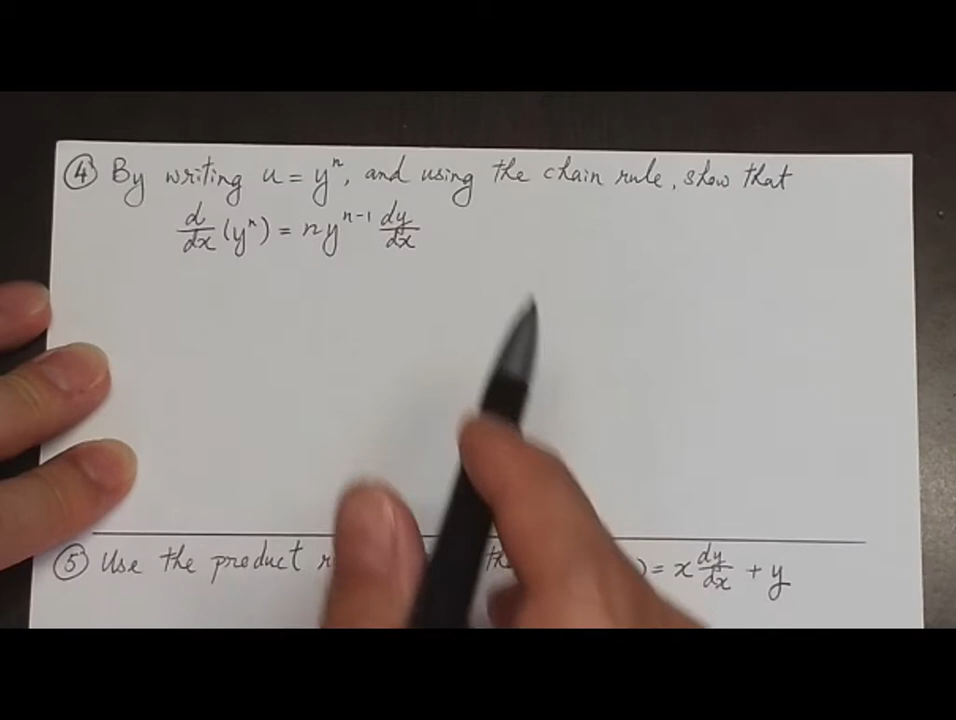 ④ By writing u = yⁿ, and using the chain rule, show that
d/dx (yⁿ) = nyⁿ⁻¹ dy/dx
⑤ Use the product ) = x dy/dx + y